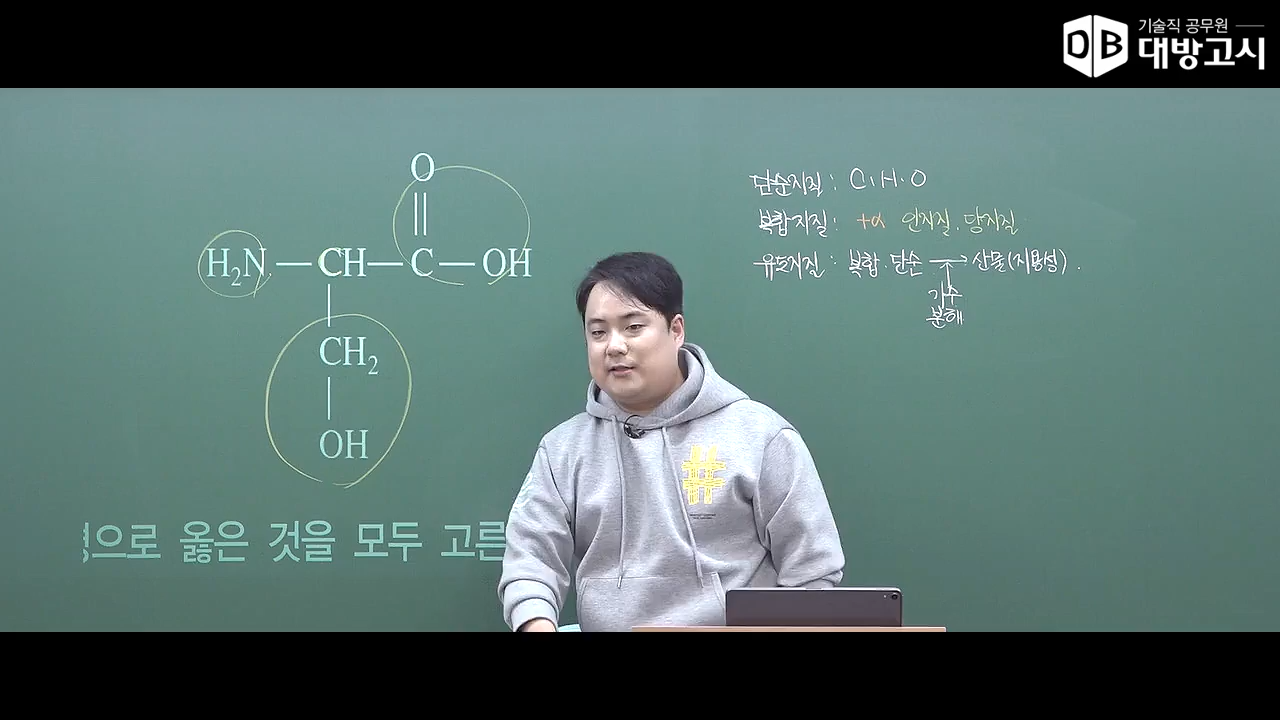 기술직 공무원
DB 대방고시
O
H₂N — CH — C — OH
CH₂
OH
으로 옳은 것을 모두 고른
단순지질 : C, H, O
복합지질 : +α 인지질, 당지질
유도지질 : 복합·단순 → 산물(지용성).
가수
분해
#